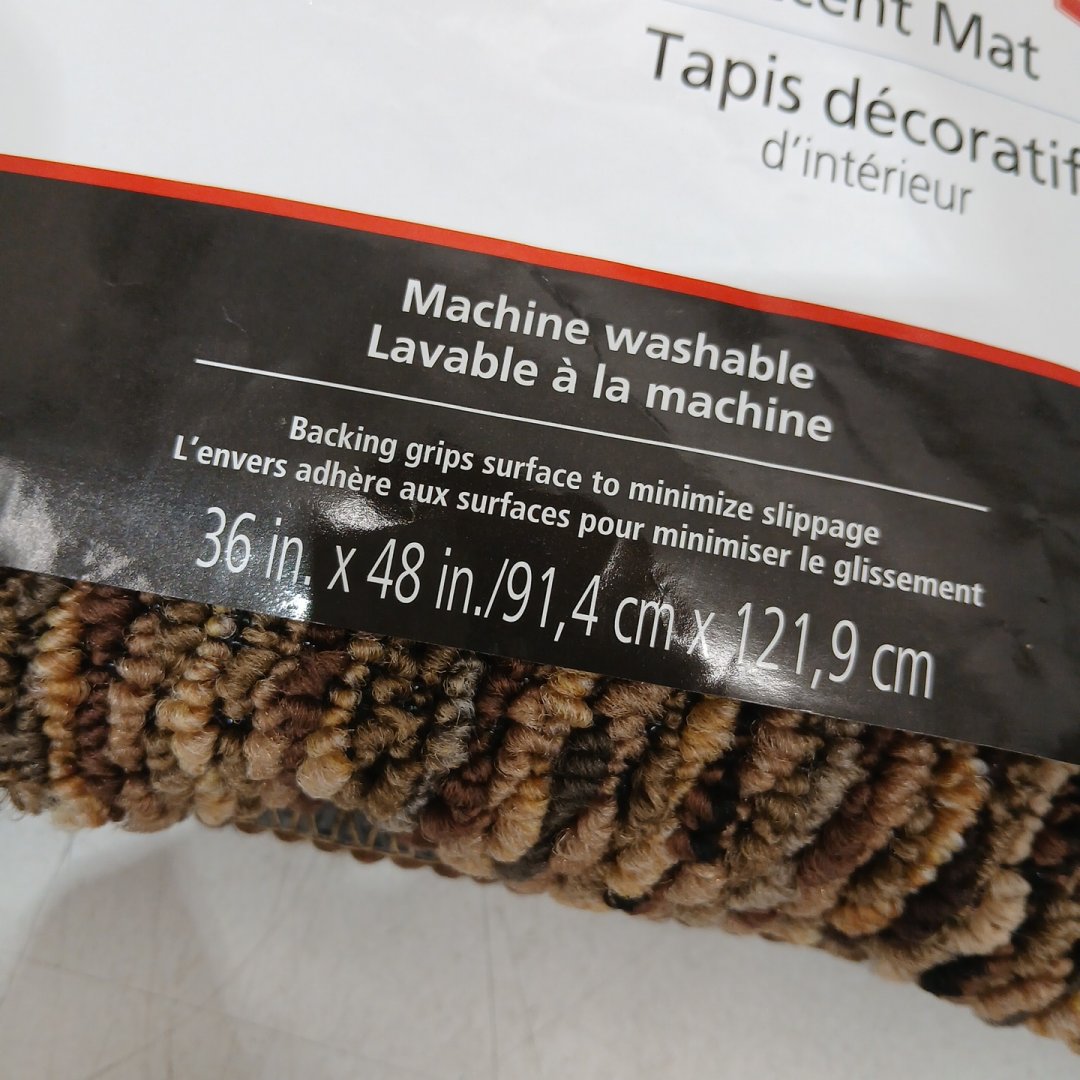 Mat
Tapis décoratif
d'intérieur
Machine washable
Lavable à la machine
Backing grips surface to minimize slippage
L'envers adhère aux surfaces pour minimiser le glissement
36 in. x 48 in./91,4 cm x 121,9 cm